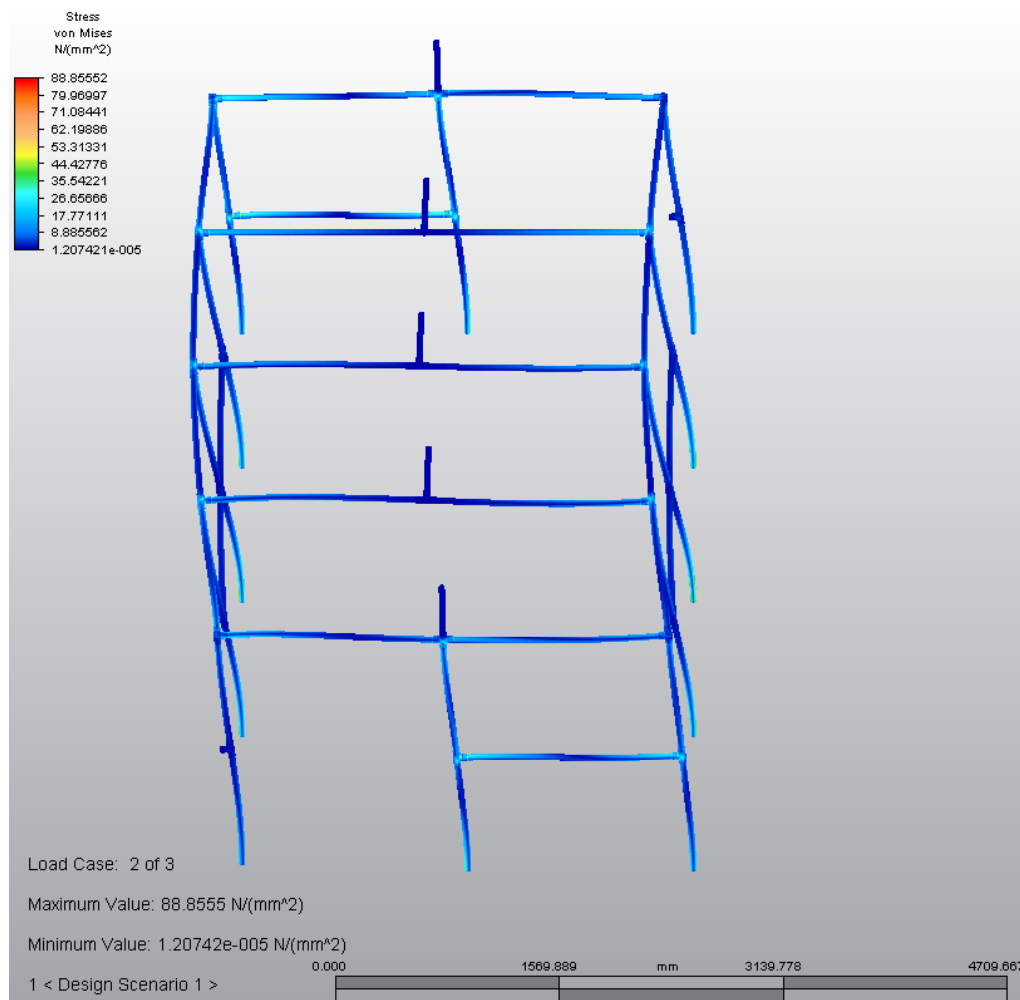 Stress
von Mises
N/(mm^2)
88.85552
79.96997
71.08441
62.19886
53.31331
44.42776
35.54221
26.65666
17.77111
8.885562
1.207421e-005
Load Case: 2 of 3
Maximum Value: 88.8555 N/(mm^2)
Minimum Value: 1.20742e-005 N/(mm^2)
0.000 1569.889 mm 3139.778 4709.667
1 < Design Scenario 1 >